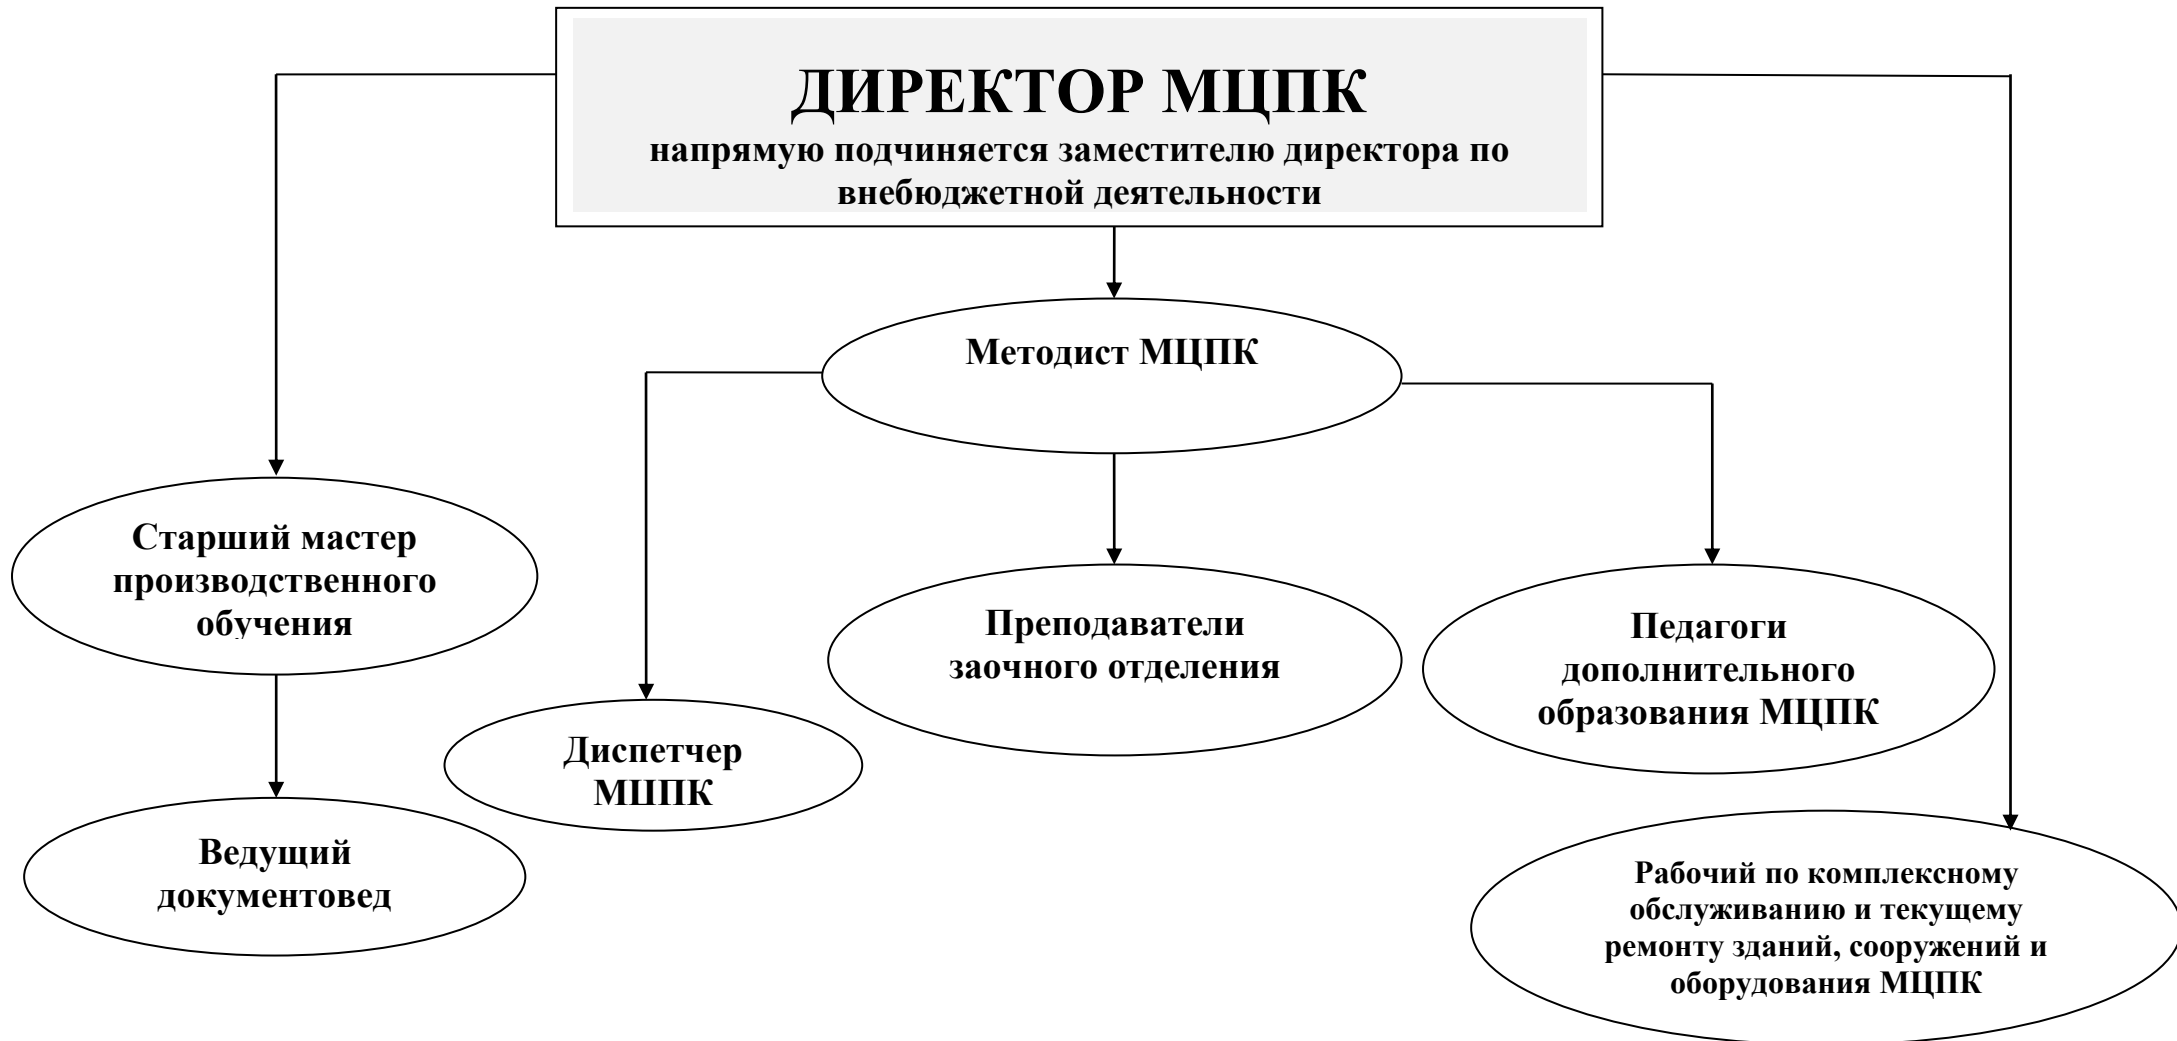 ДИРЕКТОР МЦПК
напрямую подчиняется заместителю директора по
внебюджетной деятельности
Методист МЦПК
Старший мастер
производственного
обучения
Преподаватели
заочного отделения
Педагоги
дополнительного
образования МЦПК
Диспетчер
МЦПК
Ведущий
документовед
Рабочий по комплексному
обслуживанию и текущему
ремонту зданий, сооружений и
оборудования МЦПК